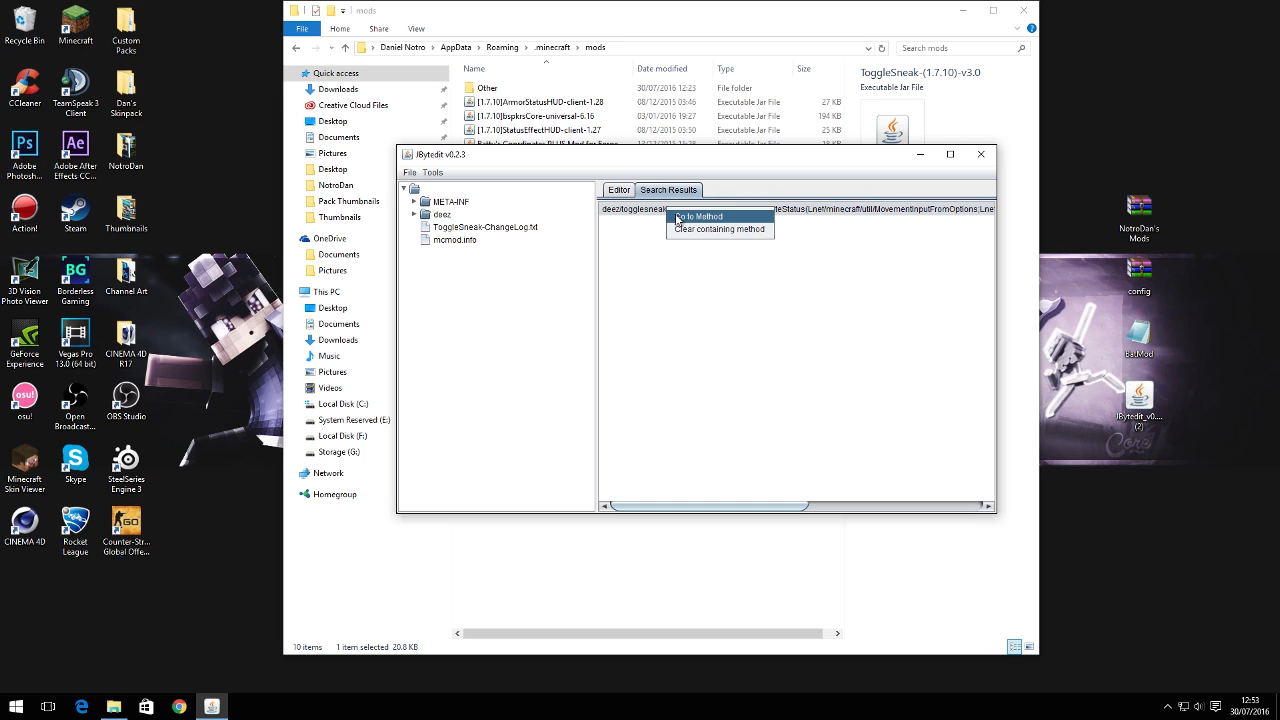 mods
File
Home
Share
View
Daniel Notro
AppData
Roaming
.minecraft
mods
Search mods
Quick access
Downloads
Creative Cloud Files
Desktop
Documents
Pictures
Desktop
NotroDan
Pack Thumbnails
Thumbnails
OneDrive
Documents
Pictures
This PC
Desktop
Documents
Downloads
Music
Pictures
Videos
Local Disk (C:)
System Reserved (E:)
Local Disk (F:)
Storage (G:)
Network
Homegroup
Name Date modified Type Size
Other 30/07/2016 12:23 File folder
[1.7.10]ArmorStatusHUD-client-1.28 08/12/2015 03:46 Executable Jar File 27 KB
[1.7.10]bspkrsCore-universal-6.16 03/01/2016 19:27 Executable Jar File 194 KB
[1.7.10]StatusEffectHUD-client-1.27 08/12/2015 03:50 Executable Jar File 25 KB
ToggleSneak-(1.7.10)-v3.0
Executable Jar File
JBytedit v0.2.3
File Tools
META-INF
deez
ToggleSneak-ChangeLog.txt
mcmod.info
Editor
Search Results
deez/togglesneak
Go to Method
Clear containing method
10 items 1 item selected 20.8 KB
Recycle Bin
Minecraft
Custom Packs
CCleaner
TeamSpeak 3
Dan's Skinpack
Adobe Photosh...
Adobe After Effects CC...
NotroDan
Action!
Steam
Thumbnails
3D Vision Photo Viewer
Borderless Gaming
Channel Art
GeForce Experience
Vegas Pro 13.0 (64 bit)
CINEMA 4D R17
osu!
Open Broadcast...
OBS Studio
Minecraft Skin Viewer
Skype
SteelSeries Engine 3
CINEMA 4D
Rocket League
Counter-Str... Global Offe...
NotroDan's Mods
config
BatMod
JBytedit_v0.... (2)
12:53
30/07/2016